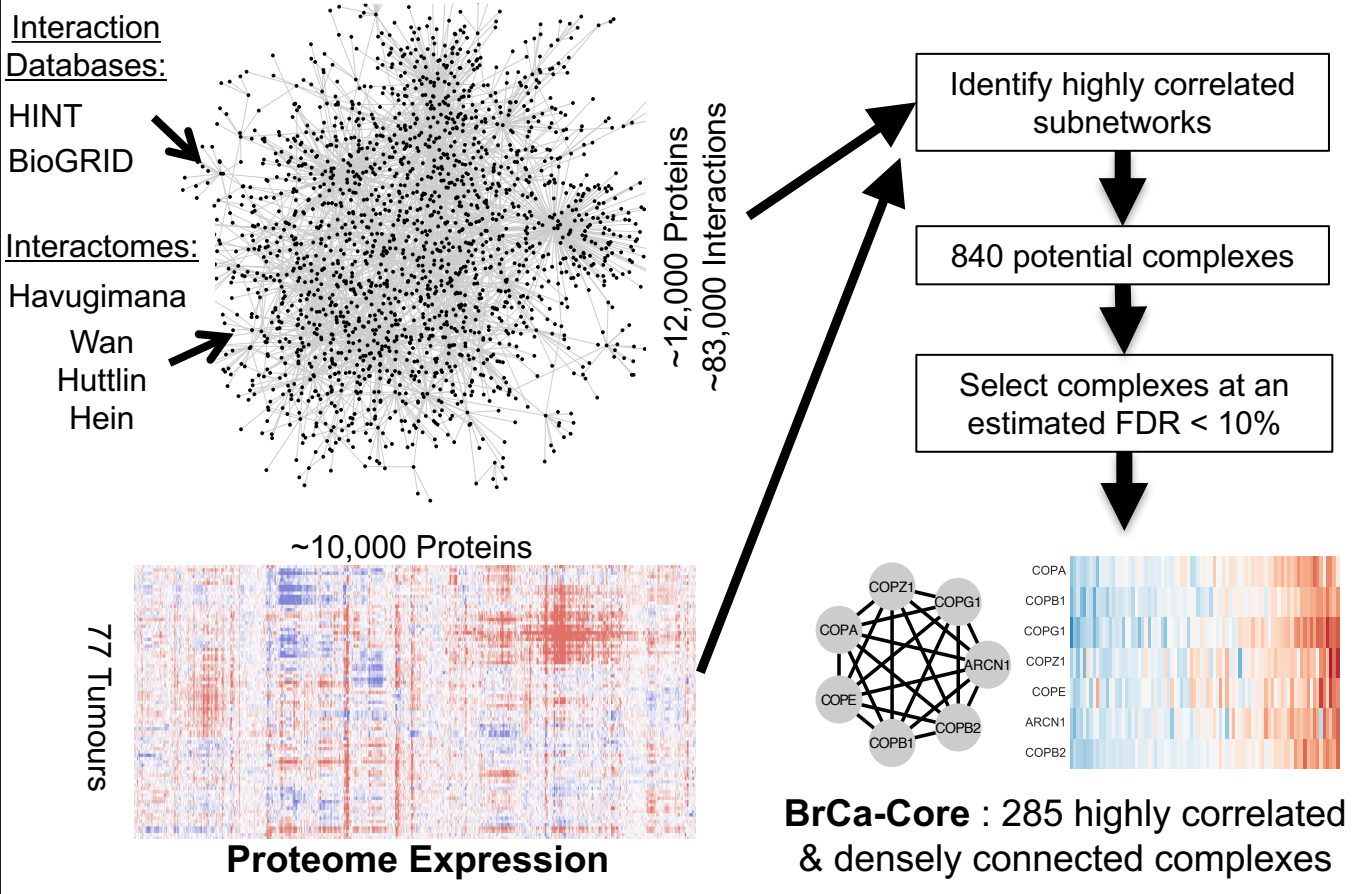 Interaction
Databases:
HINT
BioGRID
Interactomes:
Havugimana
Wan
Huttlin
Hein
~12,000 Proteins
~83,000 Interactions
~10,000 Proteins
77 Tumours
Proteome Expression
Identify highly correlated
subnetworks
840 potential complexes
Select complexes at an
estimated FDR < 10%
COPZ1
COPG1
COPA
ARCN1
COPE
COPB2
COPB1
COPA
COPB1
COPG1
COPZ1
COPE
ARCN1
COPB2
BrCa-Core : 285 highly correlated
& densely connected complexes